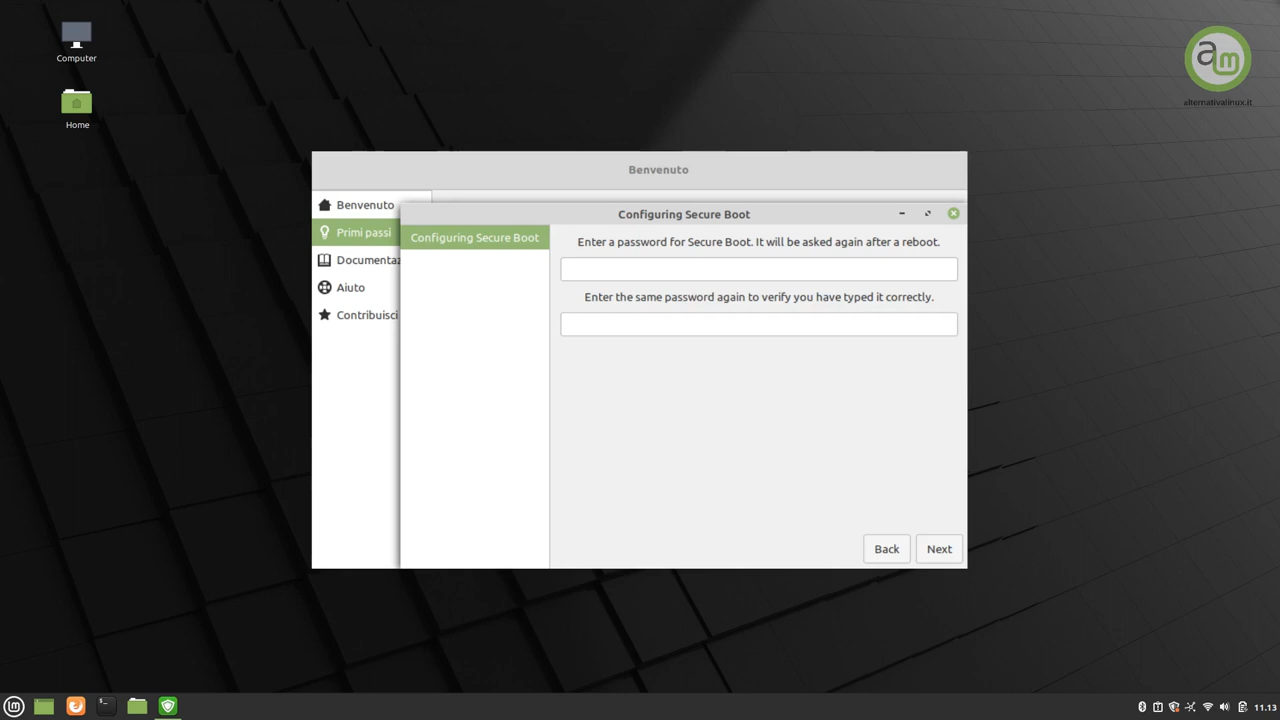 Computer
Home
alternativalinux.it
Benvenuto
Benvenuto
Primi passi
Documentaz
Aiuto
Contribuisci
Configuring Secure Boot
Configuring Secure Boot
Enter a password for Secure Boot. It will be asked again after a reboot.
Enter the same password again to verify you have typed it correctly.
Back
Next
11.13